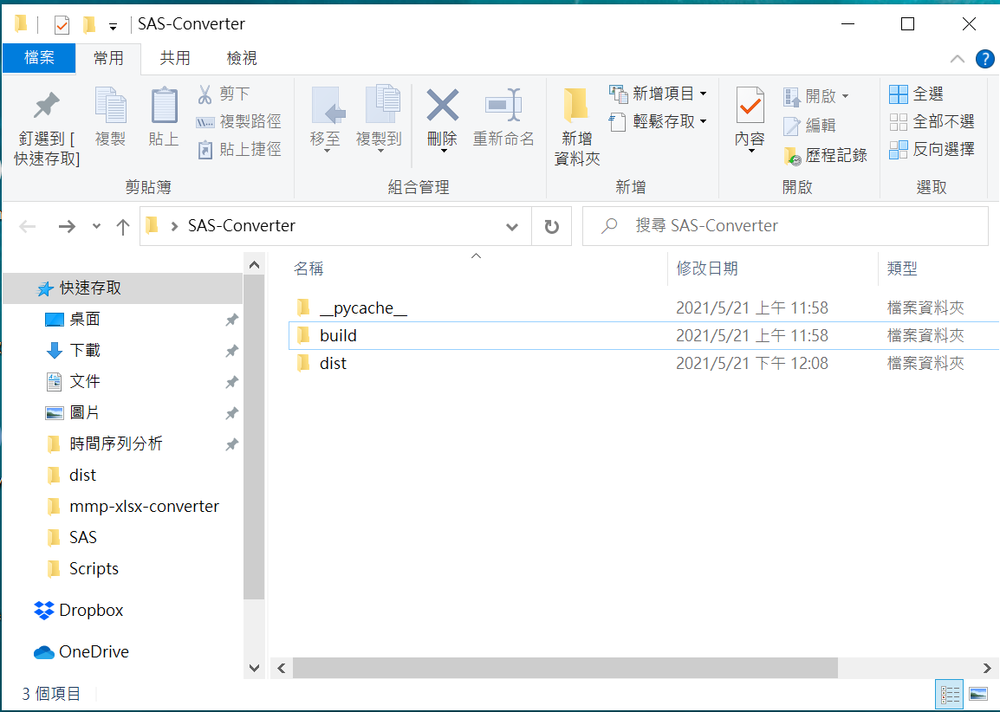 SAS-Converter
檔案 常用 共用 檢視
釘選到 [
快速存取]
複製
貼上
剪下
複製路徑
貼上捷徑
剪貼簿
移至
複製到
刪除
重新命名
組合管理
新增
資料夾
新增項目
輕鬆存取
新增
內容
開啟
編輯
歷程記錄
開啟
全選
全部不選
反向選擇
選取
SAS-Converter
搜尋 SAS-Converter
快速存取
桌面
下載
文件
圖片
時間序列分析
dist
mmp-xlsx-converter
SAS
Scripts
Dropbox
OneDrive
名稱 修改日期 類型
__pycache__ 2021/5/21 上午 11:58 檔案資料夾
build 2021/5/21 上午 11:58 檔案資料夾
dist 2021/5/21 下午 12:08 檔案資料夾
3 個項目